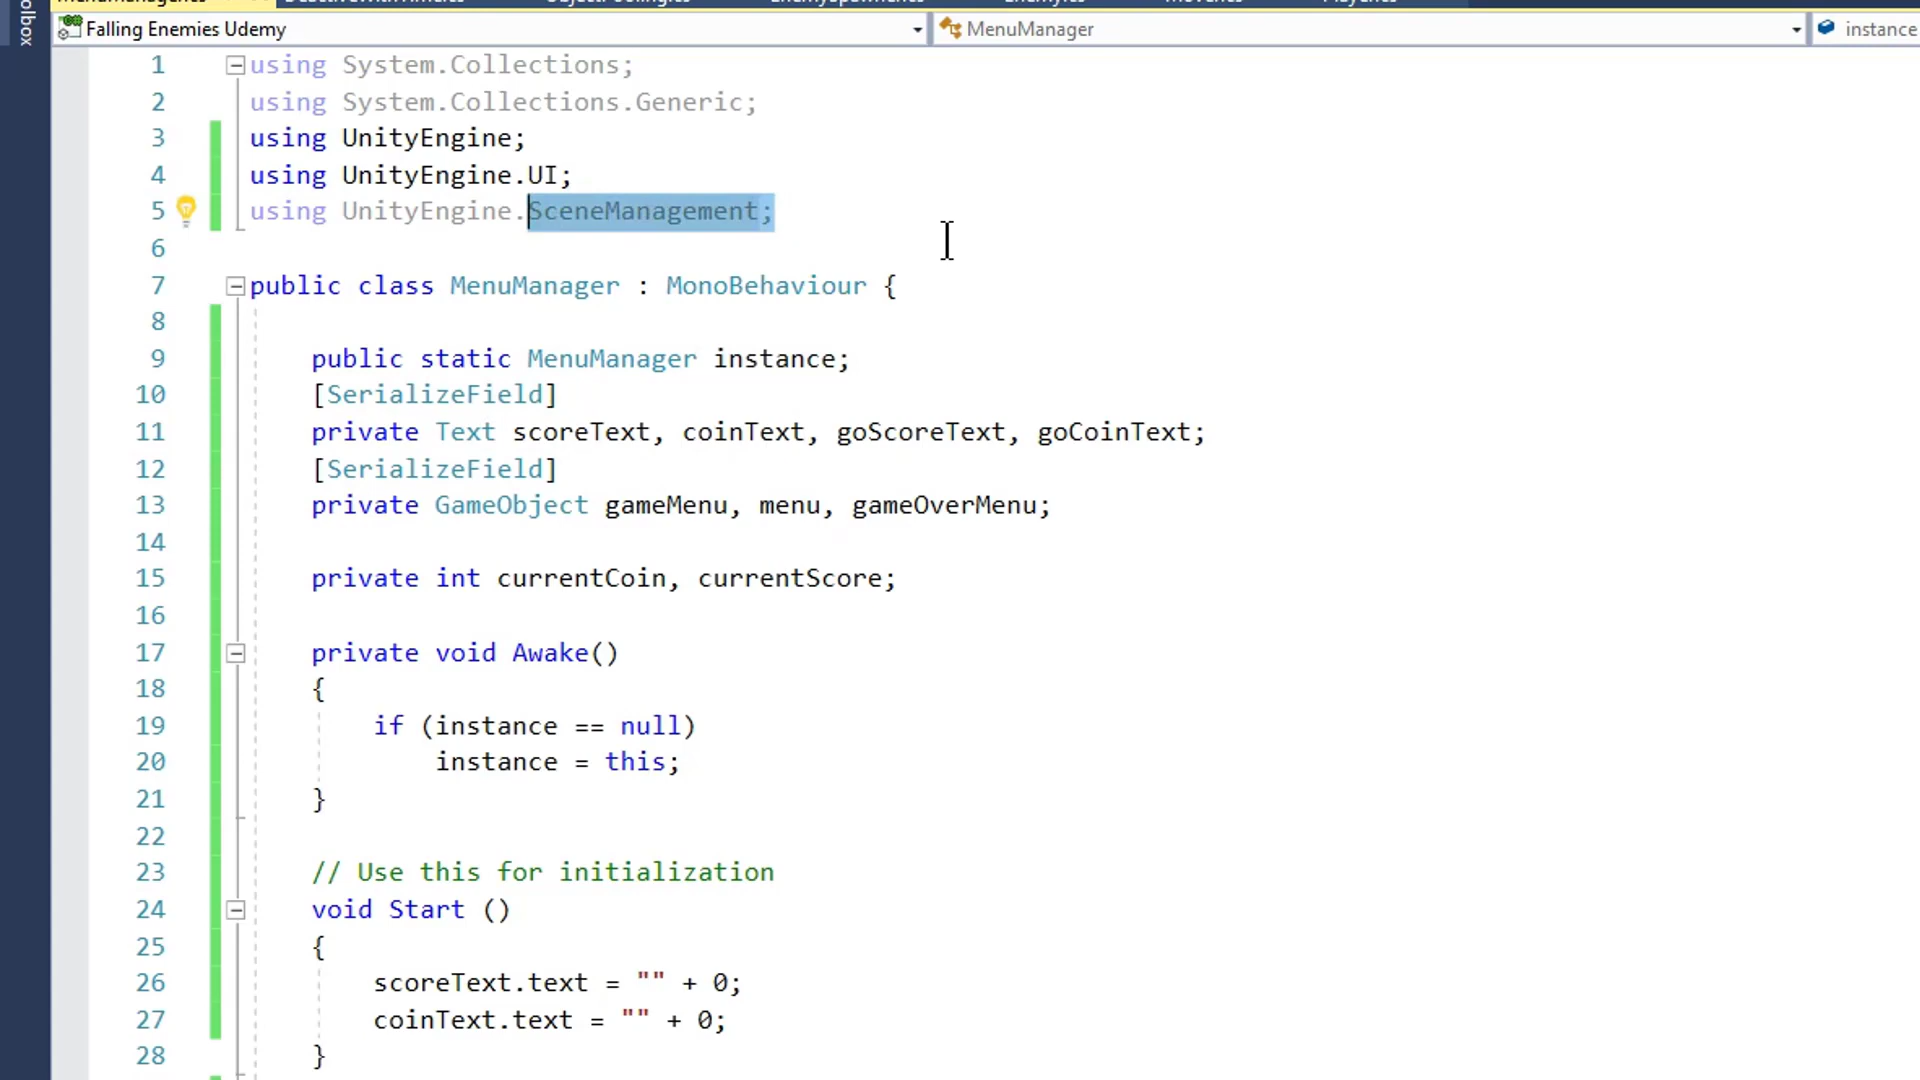 Falling Enemies Udemy
MenuManager
instance
1 using System.Collections;
2 using System.Collections.Generic;
3 using UnityEngine;
4 using UnityEngine.UI;
5 using UnityEngine.SceneManagement;
6
7 public class MenuManager : MonoBehaviour {
8
9 public static MenuManager instance;
10 [SerializeField]
11 private Text scoreText, coinText, goScoreText, goCoinText;
12 [SerializeField]
13 private GameObject gameMenu, menu, gameOverMenu;
14
15 private int currentCoin, currentScore;
16
17 private void Awake()
18 {
19 if (instance == null)
20 instance = this;
21 }
22
23 // Use this for initialization
24 void Start ()
25 {
26 scoreText.text = "" + 0;
27 coinText.text = "" + 0;
28 }